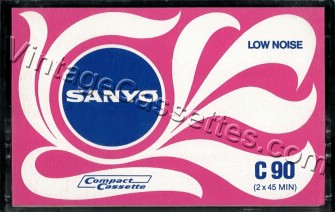 LOW NOISE
SANYO
VintageCassettes.com
C 90
(2 x 45 MIN)
Compact
Cassette